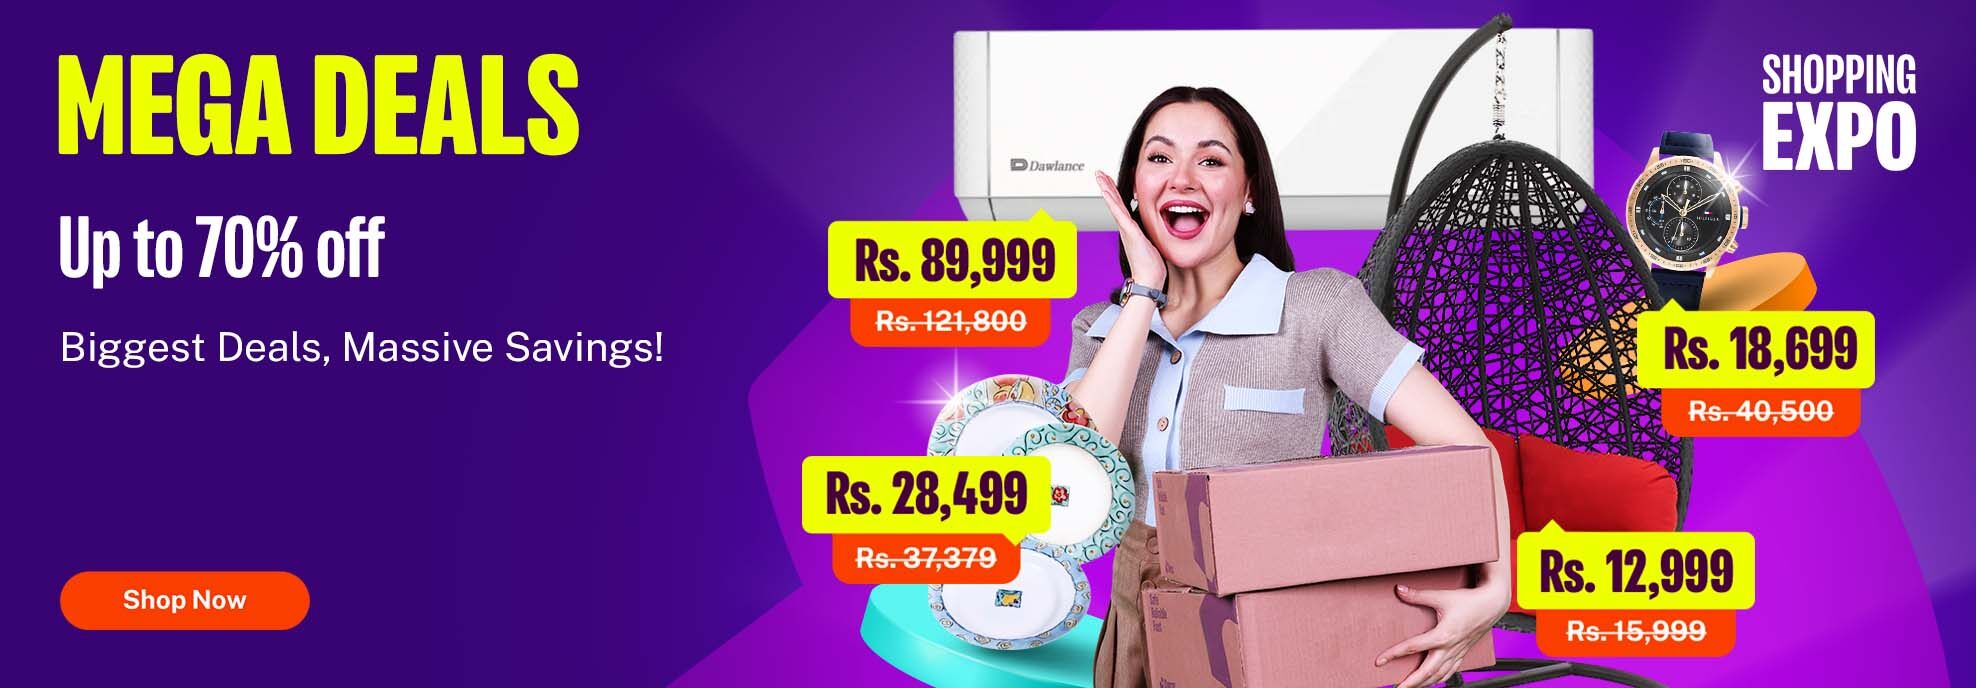 MEGA DEALS
Up to 70% off
Biggest Deals, Massive Savings!
Shop Now
Dawlance
Rs. 89,999
Rs. 121,800
Rs. 28,499
Rs. 37,379
SHOPPING
EXPO
HILFIGER
Rs. 18,699
Rs. 40,500
Rs. 12,999
Rs. 15,999